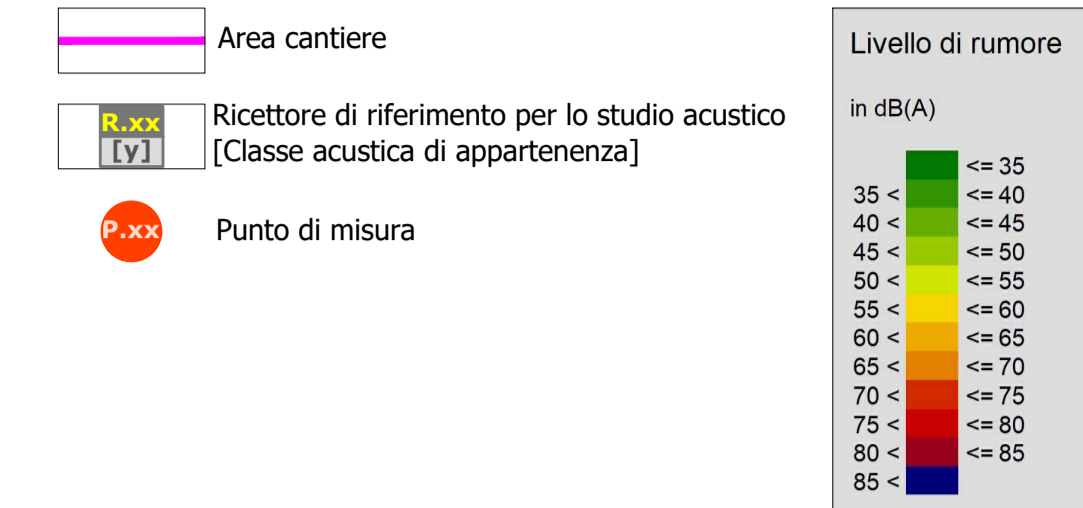 Area cantiere
R.xx
[y]
Ricettore di riferimento per lo studio acustico
[Classe acustica di appartenenza]
P.xx
Punto di misura
Livello di rumore
in dB(A)
<= 35
35 < <= 40
40 < <= 45
45 < <= 50
50 < <= 55
55 < <= 60
60 < <= 65
65 < <= 70
70 < <= 75
75 < <= 80
80 < <= 85
85 <